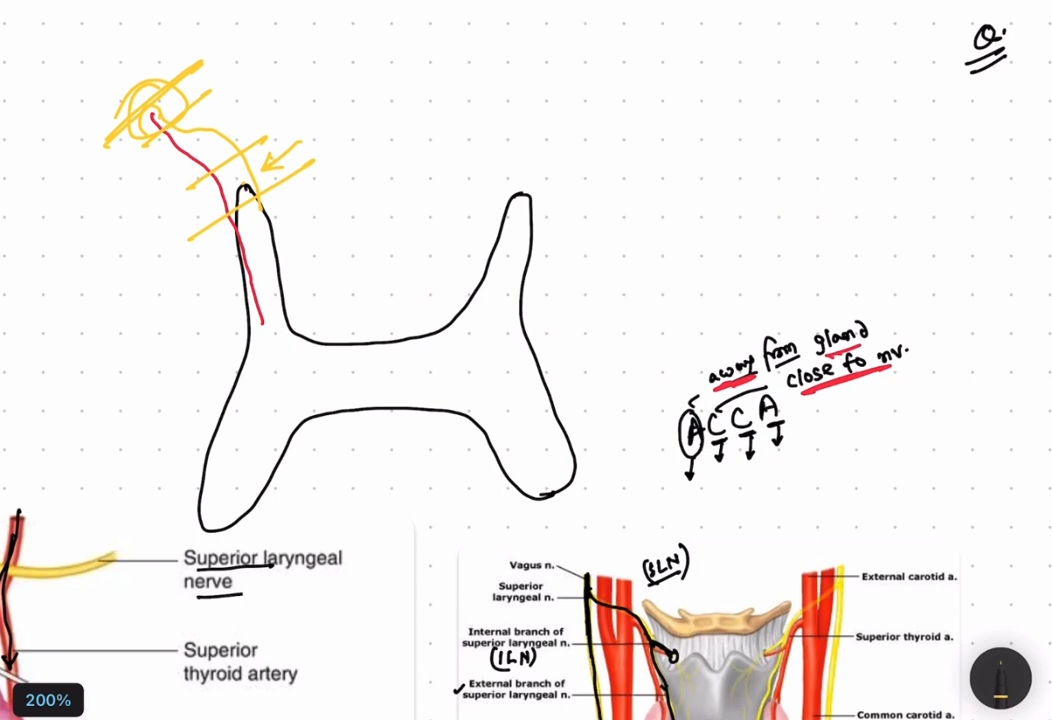 Q.
away from gland
close to nv.
A C C A
Superior laryngeal
nerve
Superior
thyroid artery
200%
(SLN)
Vagus n.
Superior
laryngeal n.
Internal branch of
superior laryngeal n.
(ILN)
External branch of
superior laryngeal n.
External carotid a.
Superior thyroid a.
Common carotid a.